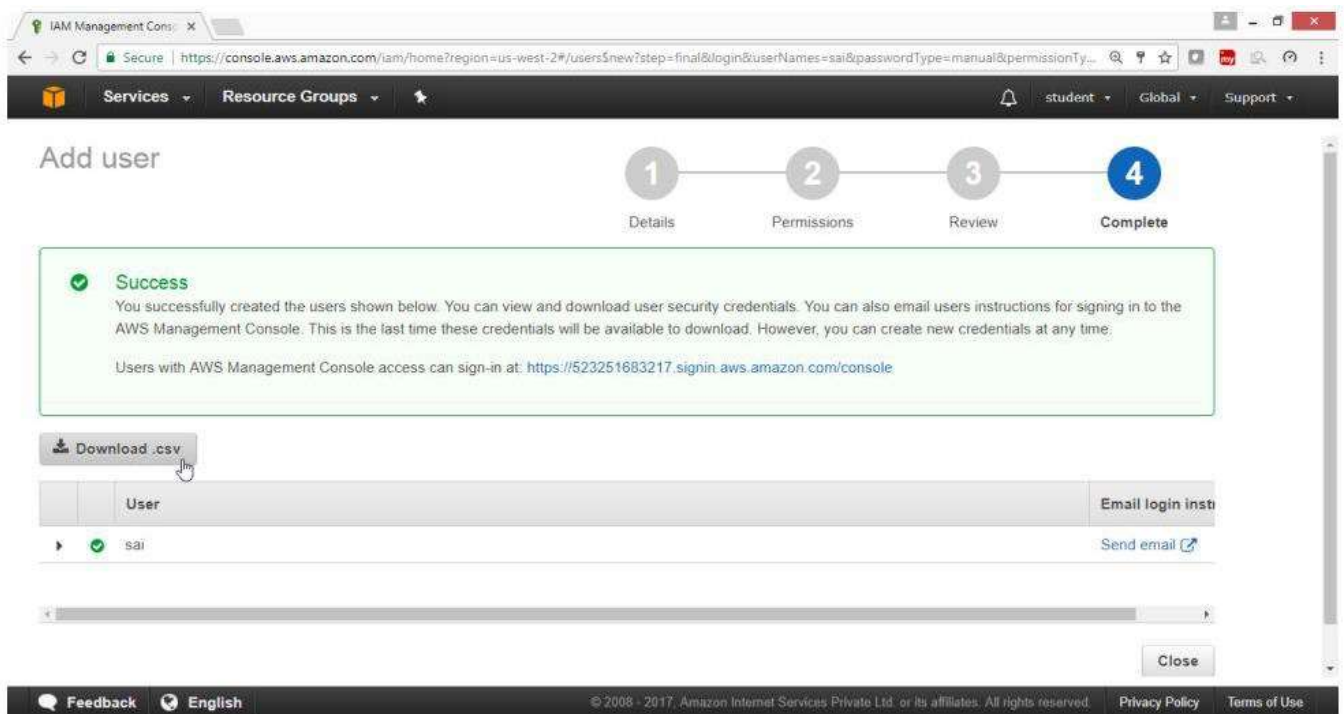 IAM Management Cons
Secure | https://console.aws.amazon.com/iam/home?region=us-west-2#/users$new?step=final&login&userNames=sai&passwordType=manual&permissionTy...
Services Resource Groups student Global Support
Add user
1 2 3 4
Details Permissions Review Complete
Success
You successfully created the users shown below. You can view and download user security credentials. You can also email users instructions for signing in to the
AWS Management Console. This is the last time these credentials will be available to download. However, you can create new credentials at any time.
Users with AWS Management Console access can sign-in at: https://523251683217.signin.aws.amazon.com/console
Download .csv
User Email login instr
sai Send email
Close
Feedback English © 2008 - 2017, Amazon Internet Services Private Ltd. or its affiliates. All rights reserved. Privacy Policy Terms of Use